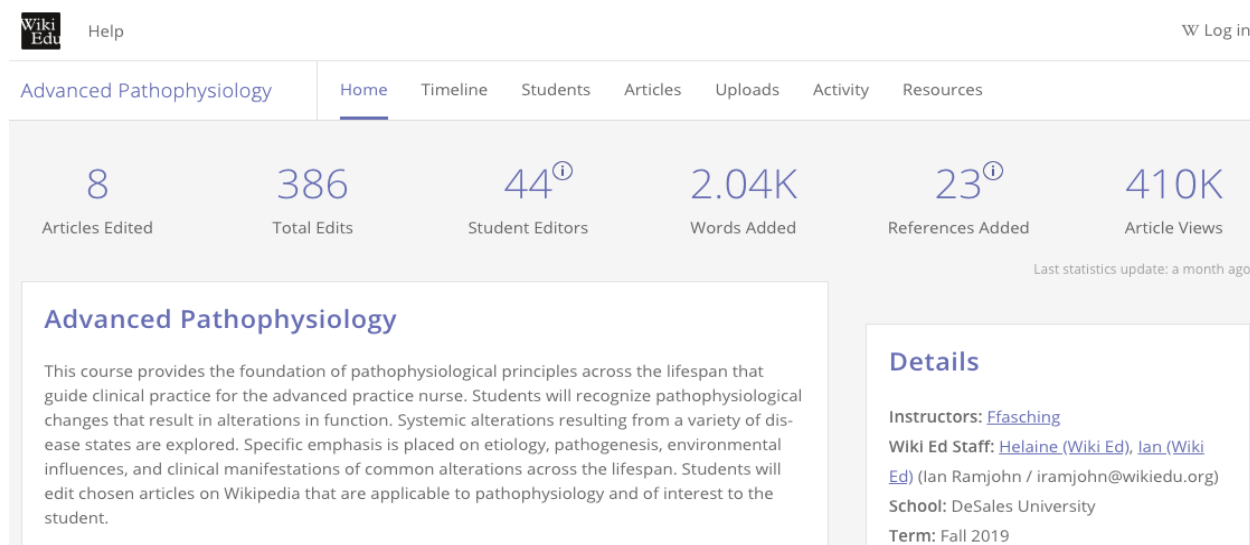 Wiki
Edu
Help
W Log in
Advanced Pathophysiology
Home Timeline Students Articles Uploads Activity Resources
8 386 44 2.04K 23 410K
Articles Edited Total Edits Student Editors Words Added References Added Article Views
Last statistics update: a month ago
Advanced Pathophysiology
This course provides the foundation of pathophysiological principles across the lifespan that
guide clinical practice for the advanced practice nurse. Students will recognize pathophysiological
changes that result in alterations in function. Systemic alterations resulting from a variety of dis-
ease states are explored. Specific emphasis is placed on etiology, pathogenesis, environmental
influences, and clinical manifestations of common alterations across the lifespan. Students will
edit chosen articles on Wikipedia that are applicable to pathophysiology and of interest to the
student.
Details
Instructors: Ffasching
Wiki Ed Staff: Helaine (Wiki Ed), Ian (Wiki
Ed) (Ian Ramjohn / iramjohn@wikiedu.org)
School: DeSales University
Term: Fall 2019